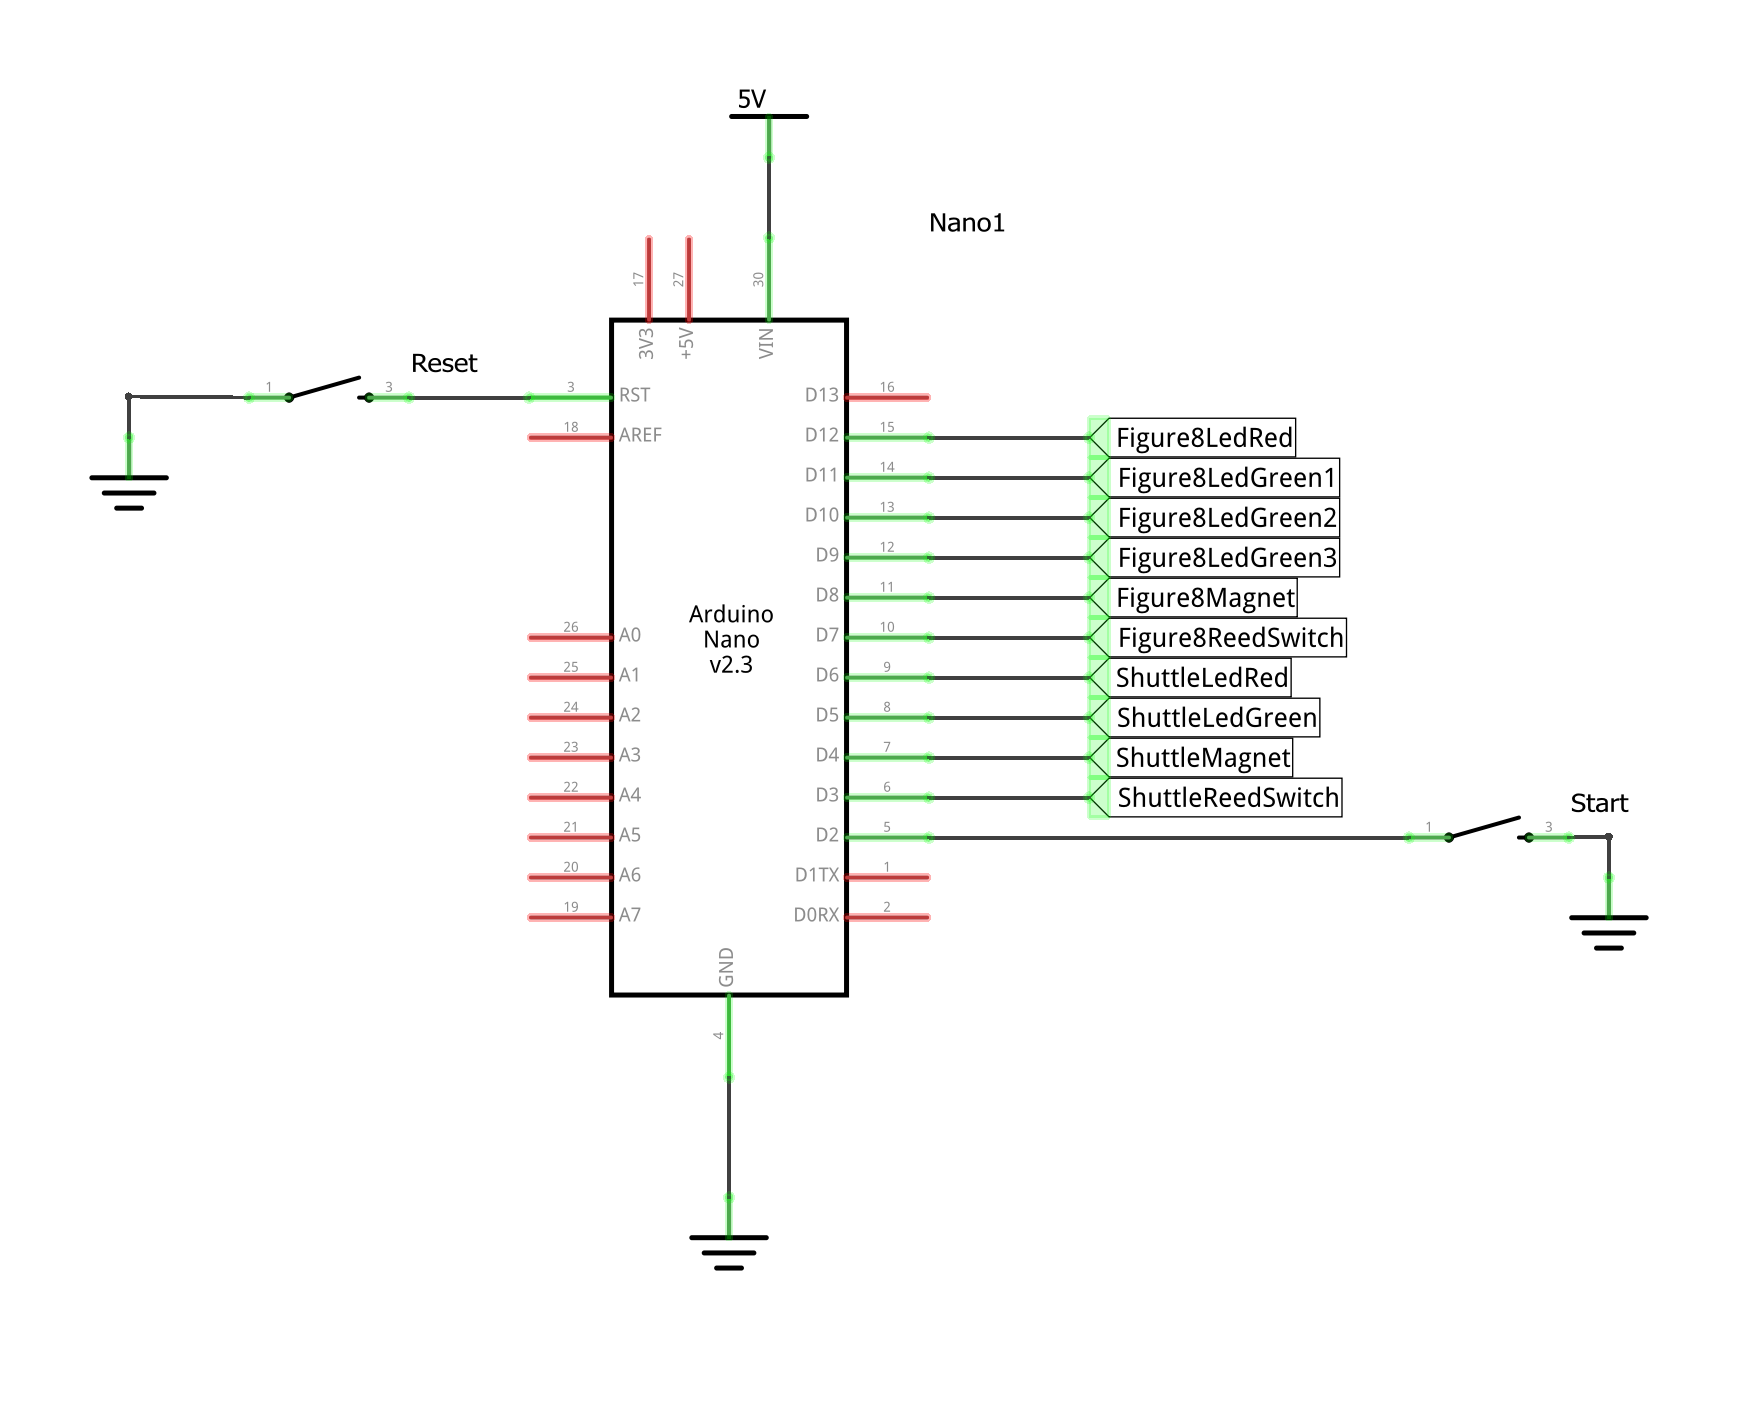 5V
Nano1
17
27
30
3V3
+5V
VIN
Reset
1
3
3
RST
D13
16
18
AREF
D12
15
Figure8LedRed
D11
14
Figure8LedGreen1
D10
13
Figure8LedGreen2
D9
12
Figure8LedGreen3
D8
11
Figure8Magnet
Arduino
Nano
v2.3
26
A0
D7
10
Figure8ReedSwitch
25
A1
D6
9
ShuttleLedRed
24
A2
D5
8
ShuttleLedGreen
23
A3
D4
7
ShuttleMagnet
22
A4
D3
6
ShuttleReedSwitch
Start
21
A5
D2
5
1
3
20
A6
D1TX
1
19
A7
D0RX
2
GND
4